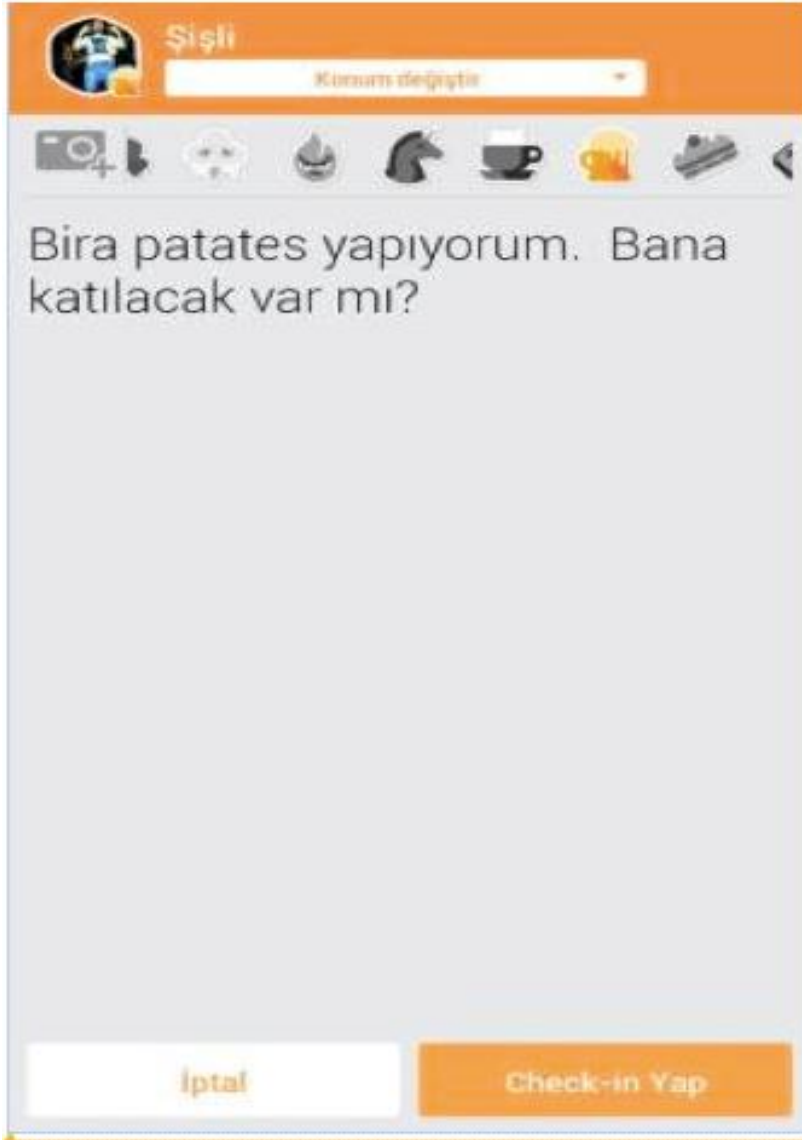 Şişli
Konum değiştir
Bira patates yapıyorum. Bana
katılacak var mı?
İptal
Check-in Yap